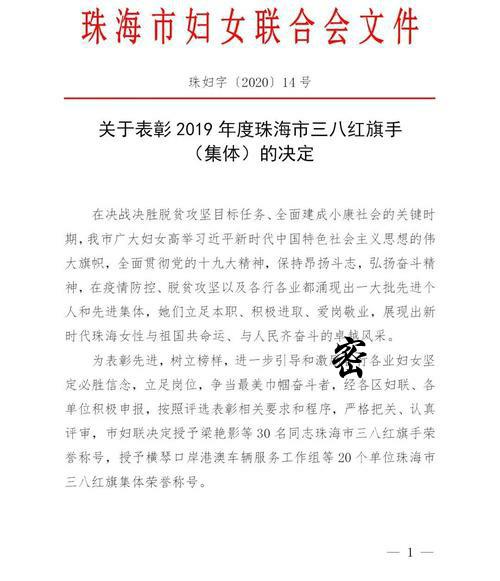 珠海市妇女联合会文件
珠妇字〔2020〕14号
关于表彰 2019 年度珠海市三八红旗手
（集体）的决定
在决战决胜脱贫攻坚目标任务、全面建成小康社会的关键时
期，我市广大妇女高举习近平新时代中国特色社会主义思想的伟
大旗帜，全面贯彻党的十九大精神，保持昂扬斗志，弘扬奋斗精
神，在疫情防控、脱贫攻坚以及各行各业都涌现出一大批先进个
人和先进集体，她们立足本职、积极进取、爱岗敬业，展现出新
时代珠海女性与祖国共命运、与人民齐奋斗的卓越风采。
为表彰先进，树立榜样，进一步引导和激密行各业妇女坚
定必胜信念，立足岗位，争当最美巾帼奋斗者，经各区妇联、各
单位积极申报，按照评选表彰相关要求和程序，严格把关、认真
评审，市妇联决定授予梁艳影等 30 名同志珠海市三八红旗手荣
誉称号，授予横琴口岸港澳车辆服务工作组等 20 个单位珠海市
三八红旗集体荣誉称号。
— 1 —